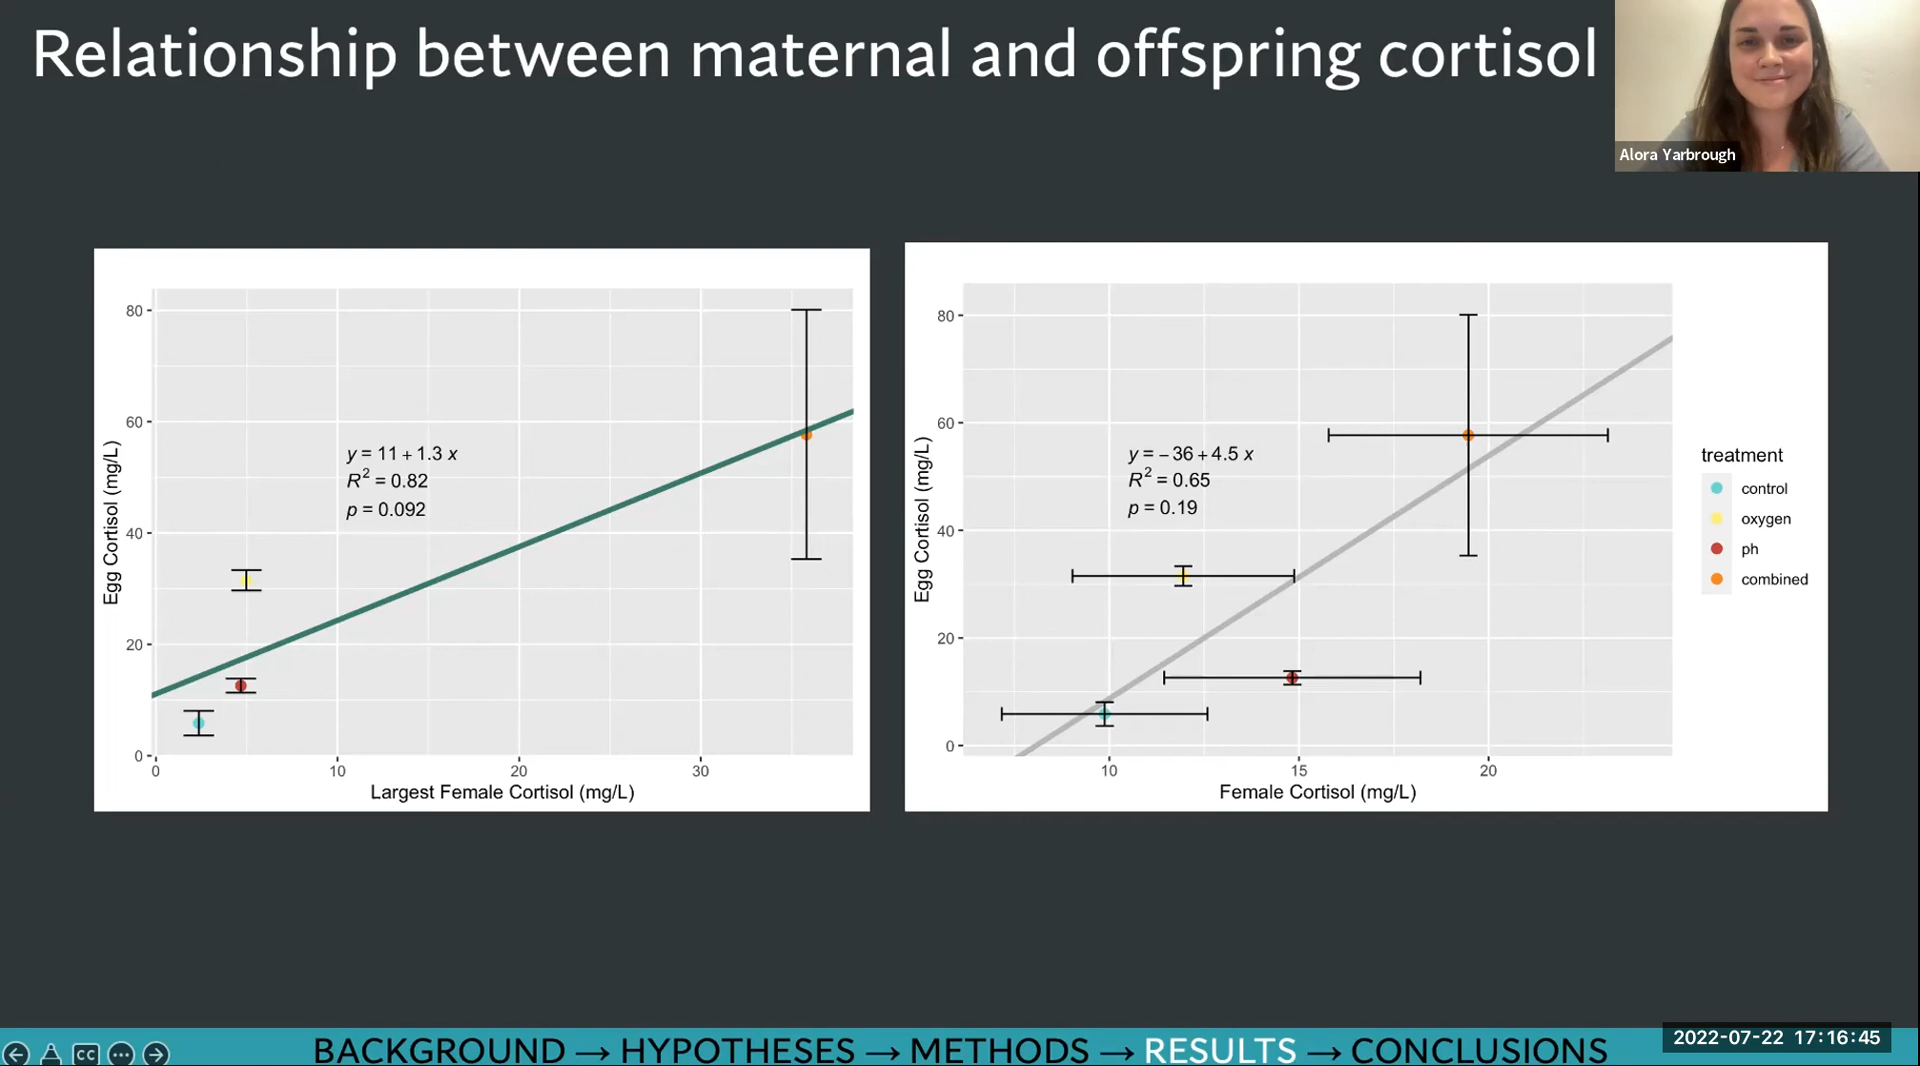 Relationship between maternal and offspring cortisol
Alora Yarbrough
80
60
40
20
0
Egg Cortisol (mg/L)
y = 11 + 1.3 x
R² = 0.82
p = 0.092
0 10 20 30
Largest Female Cortisol (mg/L)
80
60
40
20
0
Egg Cortisol (mg/L)
y = − 36 + 4.5 x
R² = 0.65
p = 0.19
10 15 20
Female Cortisol (mg/L)
treatment
control
oxygen
ph
combined
CC
BACKGROUND → HYPOTHESES → METHODS → RESULTS → CONCLUSIONS
2022-07-22 17:16:45